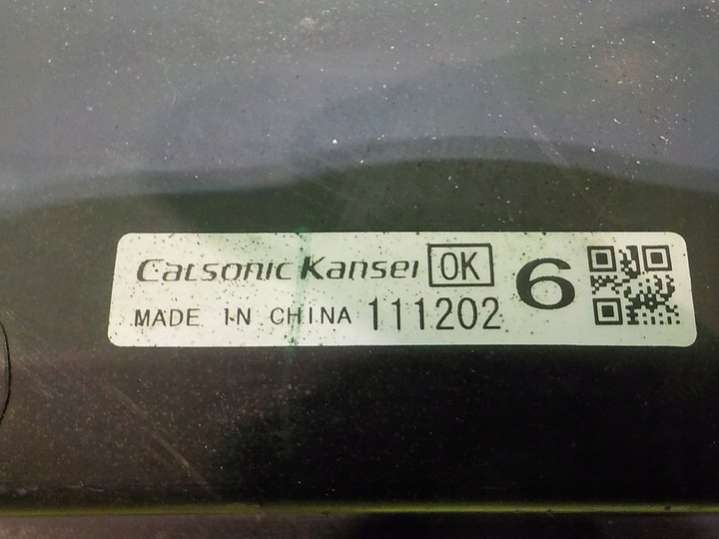 Calsonic Kansei OK 6
MADE IN CHINA 111202